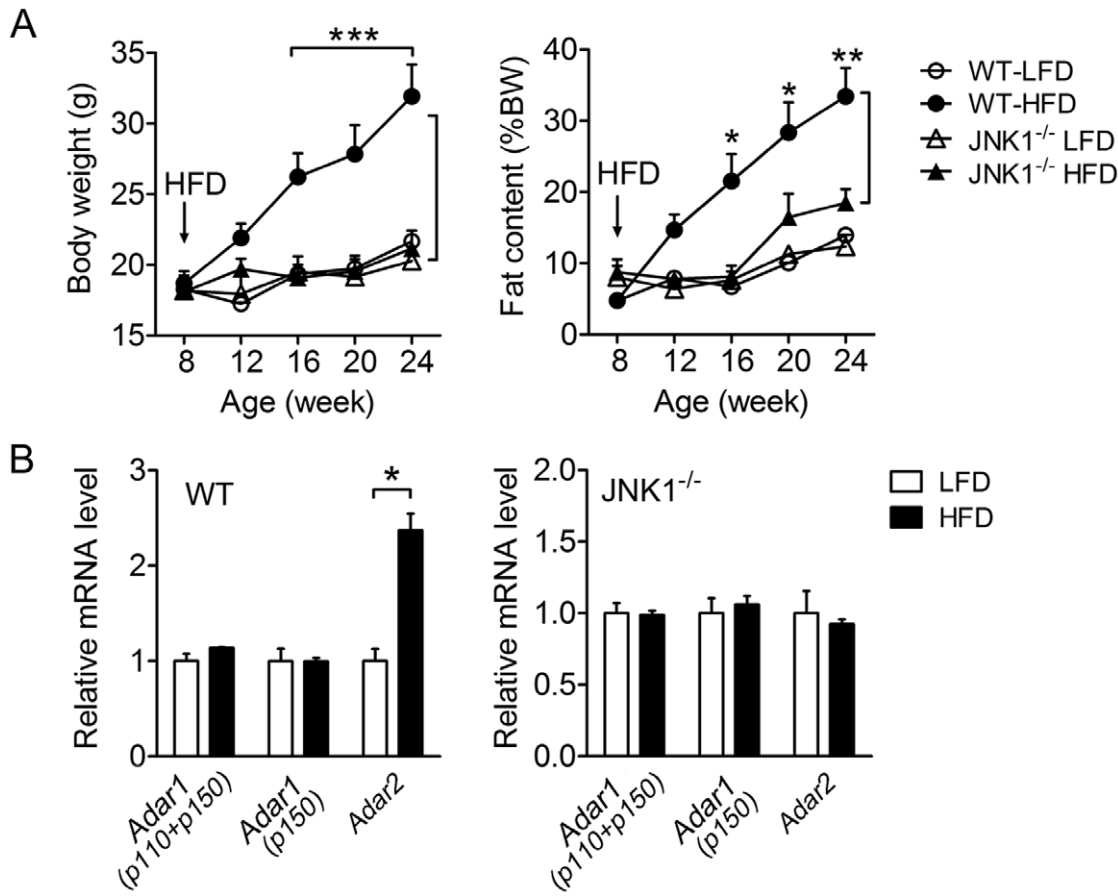 A
Body weight (g)
35
30
25
20
15
***
HFD
8 12 16 20 24
Age (week)
Fat content (%BW)
40
30
20
10
0
* * **
HFD
8 12 16 20 24
Age (week)
WT-LFD
WT-HFD
JNK1-/- LFD
JNK1-/- HFD
B
Relative mRNA level
3
2
1
0
WT
*
Adar1
(p110+p150)
Adar1
(p150)
Adar2
Relative mRNA level
2.0
1.5
1.0
0.5
0.0
JNK1-/-
Adar1
(p110+p150)
Adar1
(p150)
Adar2
LFD
HFD